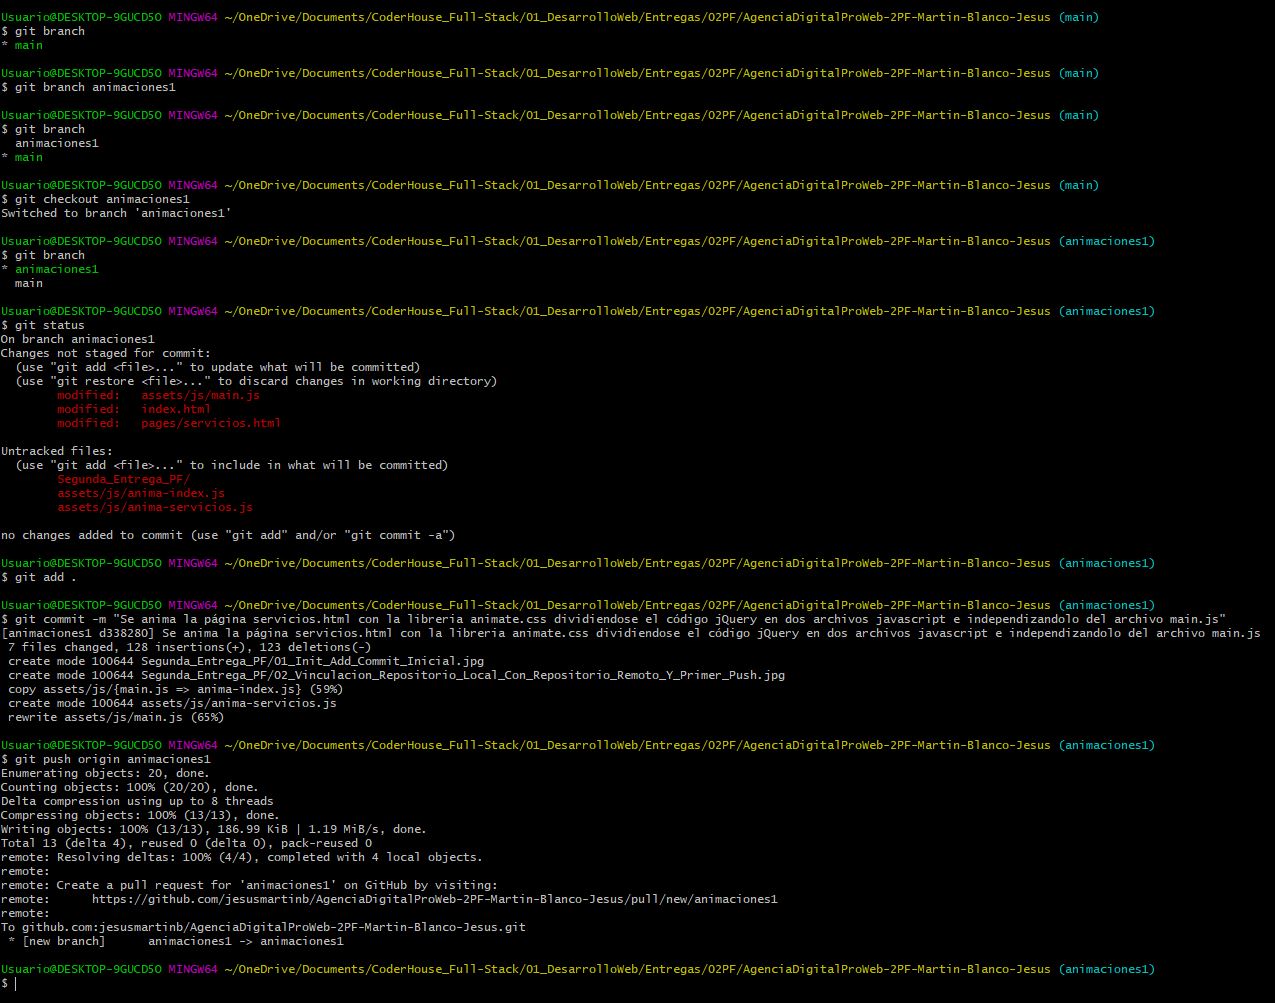 Usuario@DESKTOP-9GUCD5O MINGW64 ~/OneDrive/Documents/CoderHouse_Full-Stack/01_DesarrolloWeb/Entregas/02PF/AgenciaDigitalProWeb-2PF-Martin-Blanco-Jesus (main)
$ git branch
* main
Usuario@DESKTOP-9GUCD5O MINGW64 ~/OneDrive/Documents/CoderHouse_Full-Stack/01_DesarrolloWeb/Entregas/02PF/AgenciaDigitalProWeb-2PF-Martin-Blanco-Jesus (main)
$ git branch animaciones1
Usuario@DESKTOP-9GUCD5O MINGW64 ~/OneDrive/Documents/CoderHouse_Full-Stack/01_DesarrolloWeb/Entregas/02PF/AgenciaDigitalProWeb-2PF-Martin-Blanco-Jesus (main)
$ git branch
  animaciones1
* main
Usuario@DESKTOP-9GUCD5O MINGW64 ~/OneDrive/Documents/CoderHouse_Full-Stack/01_DesarrolloWeb/Entregas/02PF/AgenciaDigitalProWeb-2PF-Martin-Blanco-Jesus (main)
$ git checkout animaciones1
Switched to branch 'animaciones1'
Usuario@DESKTOP-9GUCD5O MINGW64 ~/OneDrive/Documents/CoderHouse_Full-Stack/01_DesarrolloWeb/Entregas/02PF/AgenciaDigitalProWeb-2PF-Martin-Blanco-Jesus (animaciones1)
$ git branch
* animaciones1
  main
Usuario@DESKTOP-9GUCD5O MINGW64 ~/OneDrive/Documents/CoderHouse_Full-Stack/01_DesarrolloWeb/Entregas/02PF/AgenciaDigitalProWeb-2PF-Martin-Blanco-Jesus (animaciones1)
$ git status
On branch animaciones1
Changes not staged for commit:
  (use "git add <file>..." to update what will be committed)
  (use "git restore <file>..." to discard changes in working directory)
        modified:   assets/js/main.js
        modified:   index.html
        modified:   pages/servicios.html
Untracked files:
  (use "git add <file>..." to include in what will be committed)
        Segunda_Entrega_PF/
        assets/js/anima-index.js
        assets/js/anima-servicios.js
no changes added to commit (use "git add" and/or "git commit -a")
Usuario@DESKTOP-9GUCD5O MINGW64 ~/OneDrive/Documents/CoderHouse_Full-Stack/01_DesarrolloWeb/Entregas/02PF/AgenciaDigitalProWeb-2PF-Martin-Blanco-Jesus (animaciones1)
$ git add .
Usuario@DESKTOP-9GUCD5O MINGW64 ~/OneDrive/Documents/CoderHouse_Full-Stack/01_DesarrolloWeb/Entregas/02PF/AgenciaDigitalProWeb-2PF-Martin-Blanco-Jesus (animaciones1)
$ git commit -m "Se anima la página servicios.html con la libreria animate.css dividiendose el código jQuery en dos archivos javascript e independizandolo del archivo main.js"
[animaciones1 d338280] Se anima la página servicios.html con la libreria animate.css dividiendose el código jQuery en dos archivos javascript e independizandolo del archivo main.js
 7 files changed, 128 insertions(+), 123 deletions(-)
 create mode 100644 Segunda_Entrega_PF/01_Init_Add_Commit_Inicial.jpg
 create mode 100644 Segunda_Entrega_PF/02_Vinculacion_Repositorio_Local_Con_Repositorio_Remoto_Y_Primer_Push.jpg
 copy assets/js/{main.js => anima-index.js} (59%)
 create mode 100644 assets/js/anima-servicios.js
 rewrite assets/js/main.js (65%)
Usuario@DESKTOP-9GUCD5O MINGW64 ~/OneDrive/Documents/CoderHouse_Full-Stack/01_DesarrolloWeb/Entregas/02PF/AgenciaDigitalProWeb-2PF-Martin-Blanco-Jesus (animaciones1)
$ git push origin animaciones1
Enumerating objects: 20, done.
Counting objects: 100% (20/20), done.
Delta compression using up to 8 threads
Compressing objects: 100% (13/13), done.
Writing objects: 100% (13/13), 186.99 KiB | 1.19 MiB/s, done.
Total 13 (delta 4), reused 0 (delta 0), pack-reused 0
remote: Resolving deltas: 100% (4/4), completed with 4 local objects.
remote:
remote: Create a pull request for 'animaciones1' on GitHub by visiting:
remote:      https://github.com/jesusmartinb/AgenciaDigitalProWeb-2PF-Martin-Blanco-Jesus/pull/new/animaciones1
remote:
To github.com:jesusmartinb/AgenciaDigitalProWeb-2PF-Martin-Blanco-Jesus.git
 * [new branch]      animaciones1 -> animaciones1
Usuario@DESKTOP-9GUCD5O MINGW64 ~/OneDrive/Documents/CoderHouse_Full-Stack/01_DesarrolloWeb/Entregas/02PF/AgenciaDigitalProWeb-2PF-Martin-Blanco-Jesus (animaciones1)
$